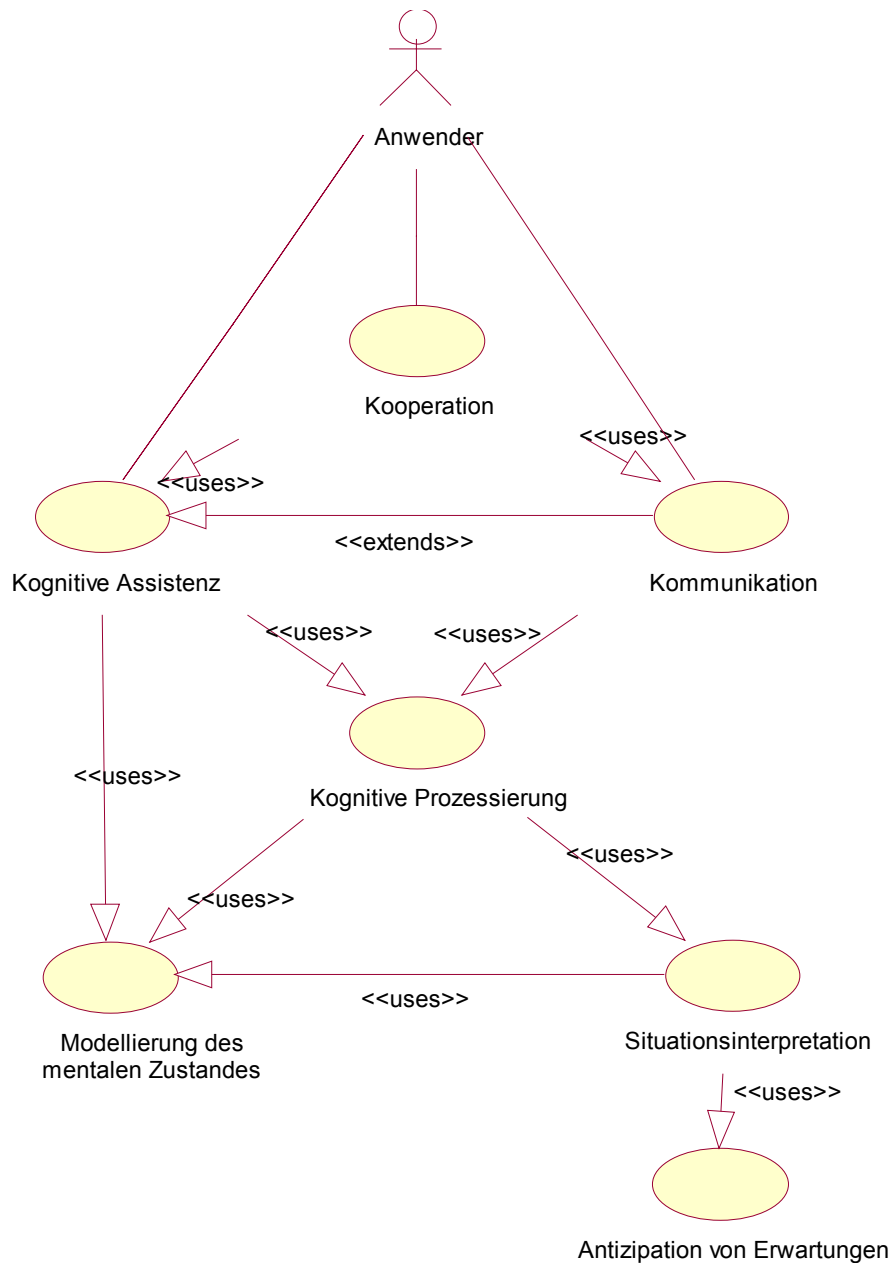 Anwender
Kooperation
<<uses>>
<<uses>>
<<extends>>
Kognitive Assistenz
Kommunikation
<<uses>>
<<uses>>
<<uses>>
Kognitive Prozessierung
<<uses>>
<<uses>>
<<uses>>
Modellierung des
mentalen Zustandes
Situationsinterpretation
<<uses>>
Antizipation von Erwartungen